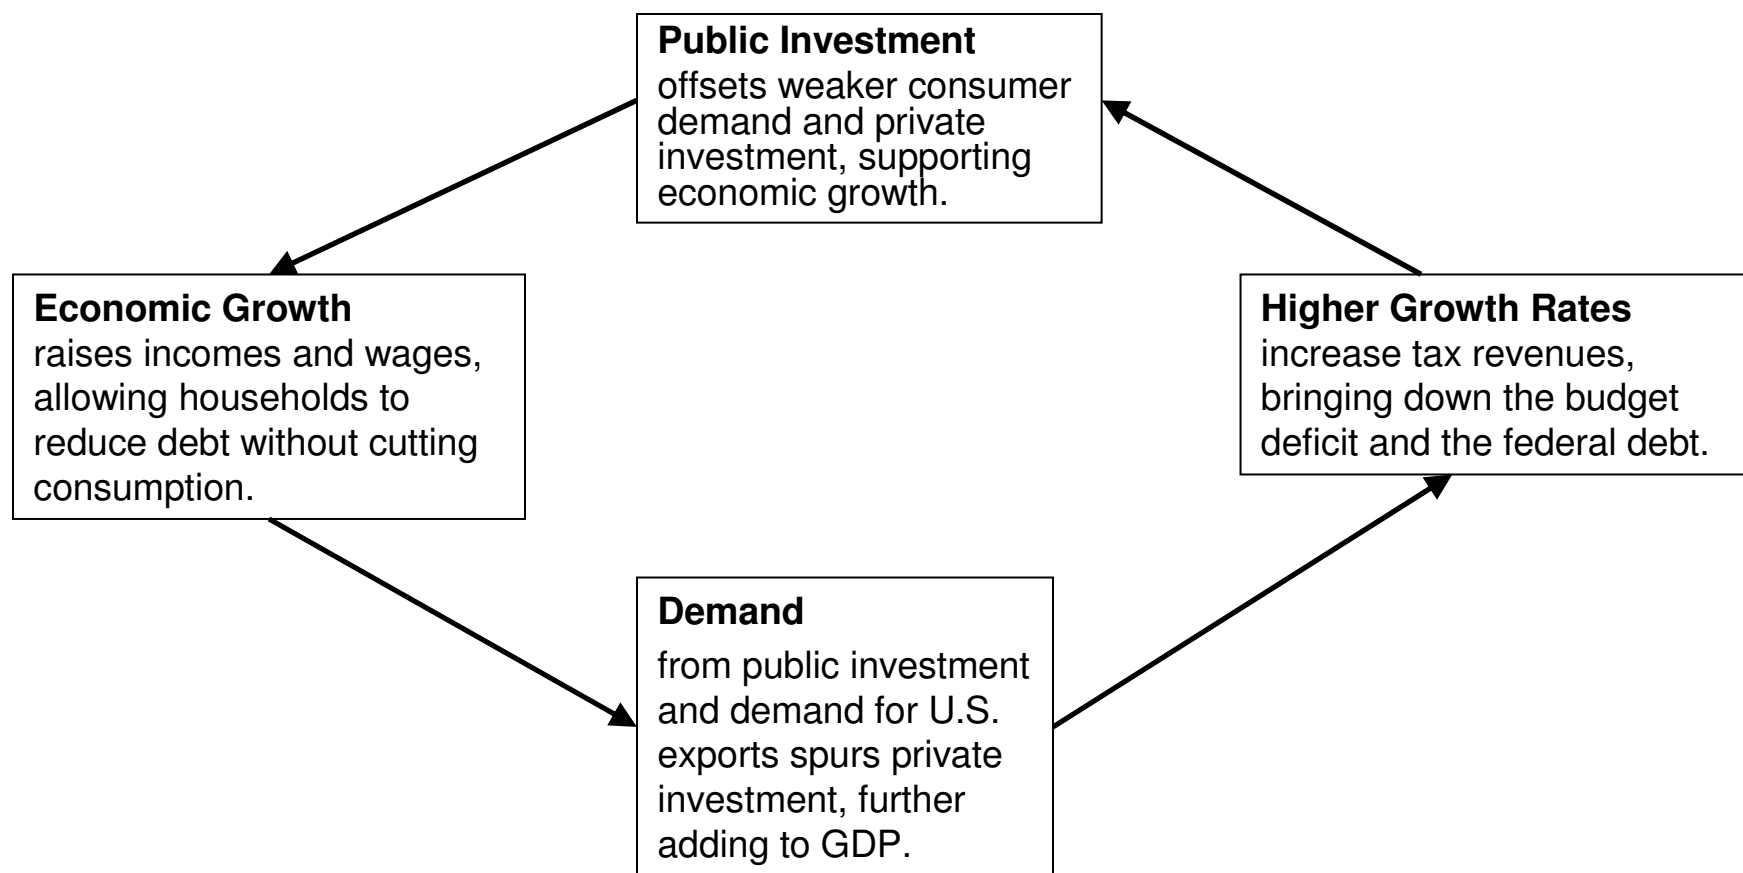 Public Investment
offsets weaker consumer
demand and private
investment, supporting
economic growth.
Economic Growth
raises incomes and wages,
allowing households to
reduce debt without cutting
consumption.
Higher Growth Rates
increase tax revenues,
bringing down the budget
deficit and the federal debt.
Demand
from public investment
and demand for U.S.
exports spurs private
investment, further
adding to GDP.